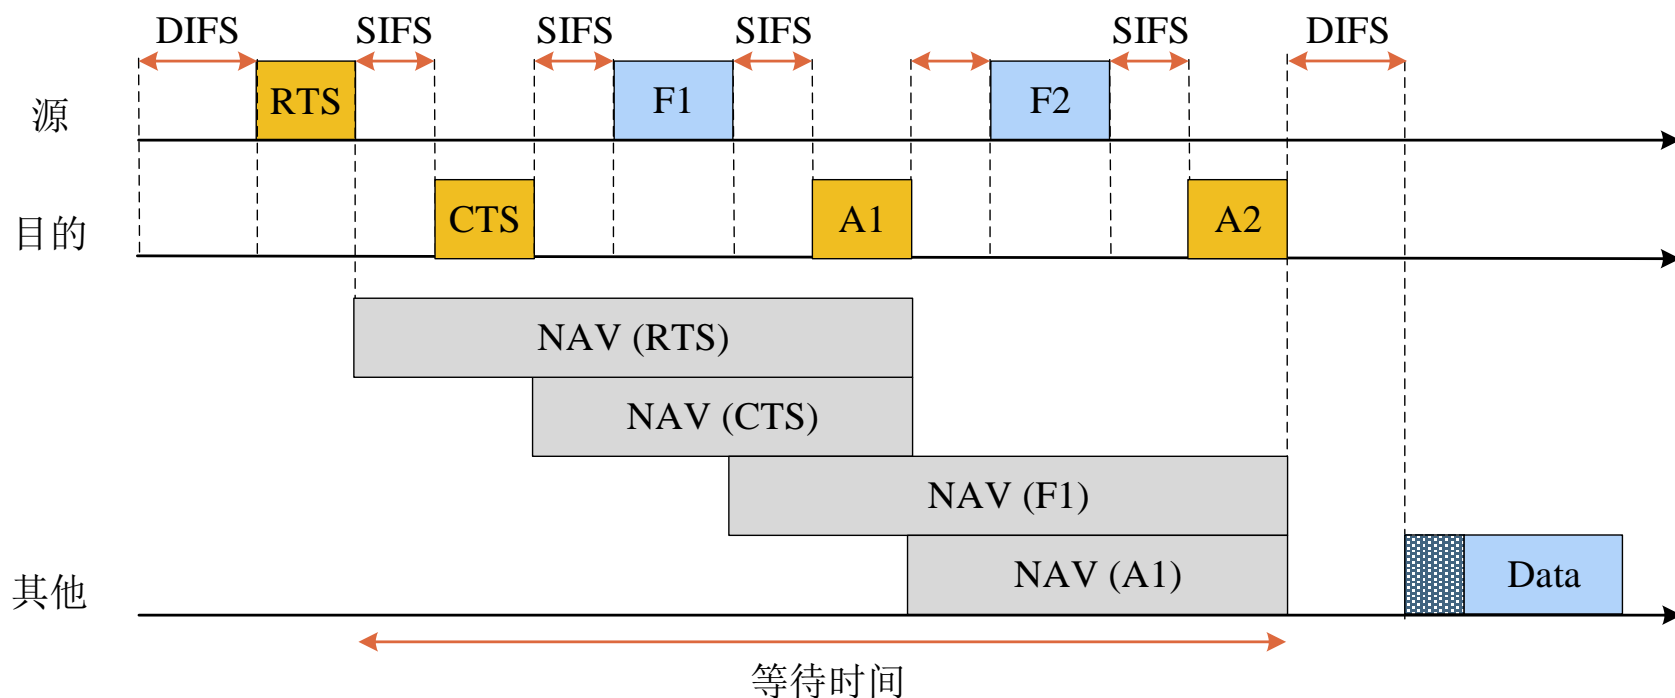 DIFS SIFS SIFS SIFS SIFS DIFS
源 RTS F1 F2
目的 CTS A1 A2
NAV (RTS)
NAV (CTS)
NAV (F1)
其他 NAV (A1) Data
等待时间